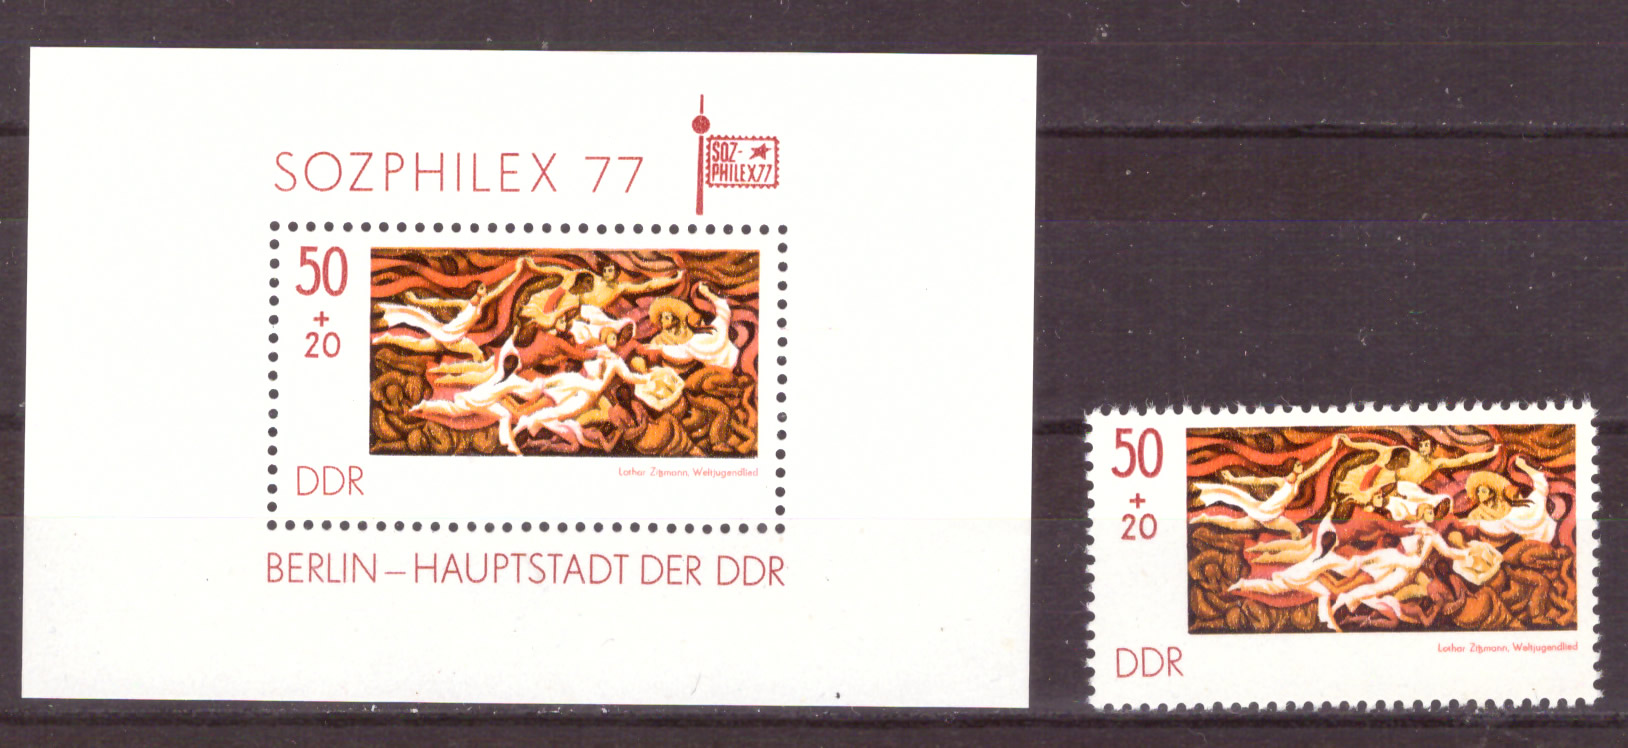 SOZPHILEX 77
SOZ-
PHILEX77
50
+
20
DDR
Lothar Zitzmann, Weltjugendlied
BERLIN – HAUPTSTADT DER DDR
50
+
20
DDR
Lothar Zitzmann, Weltjugendlied